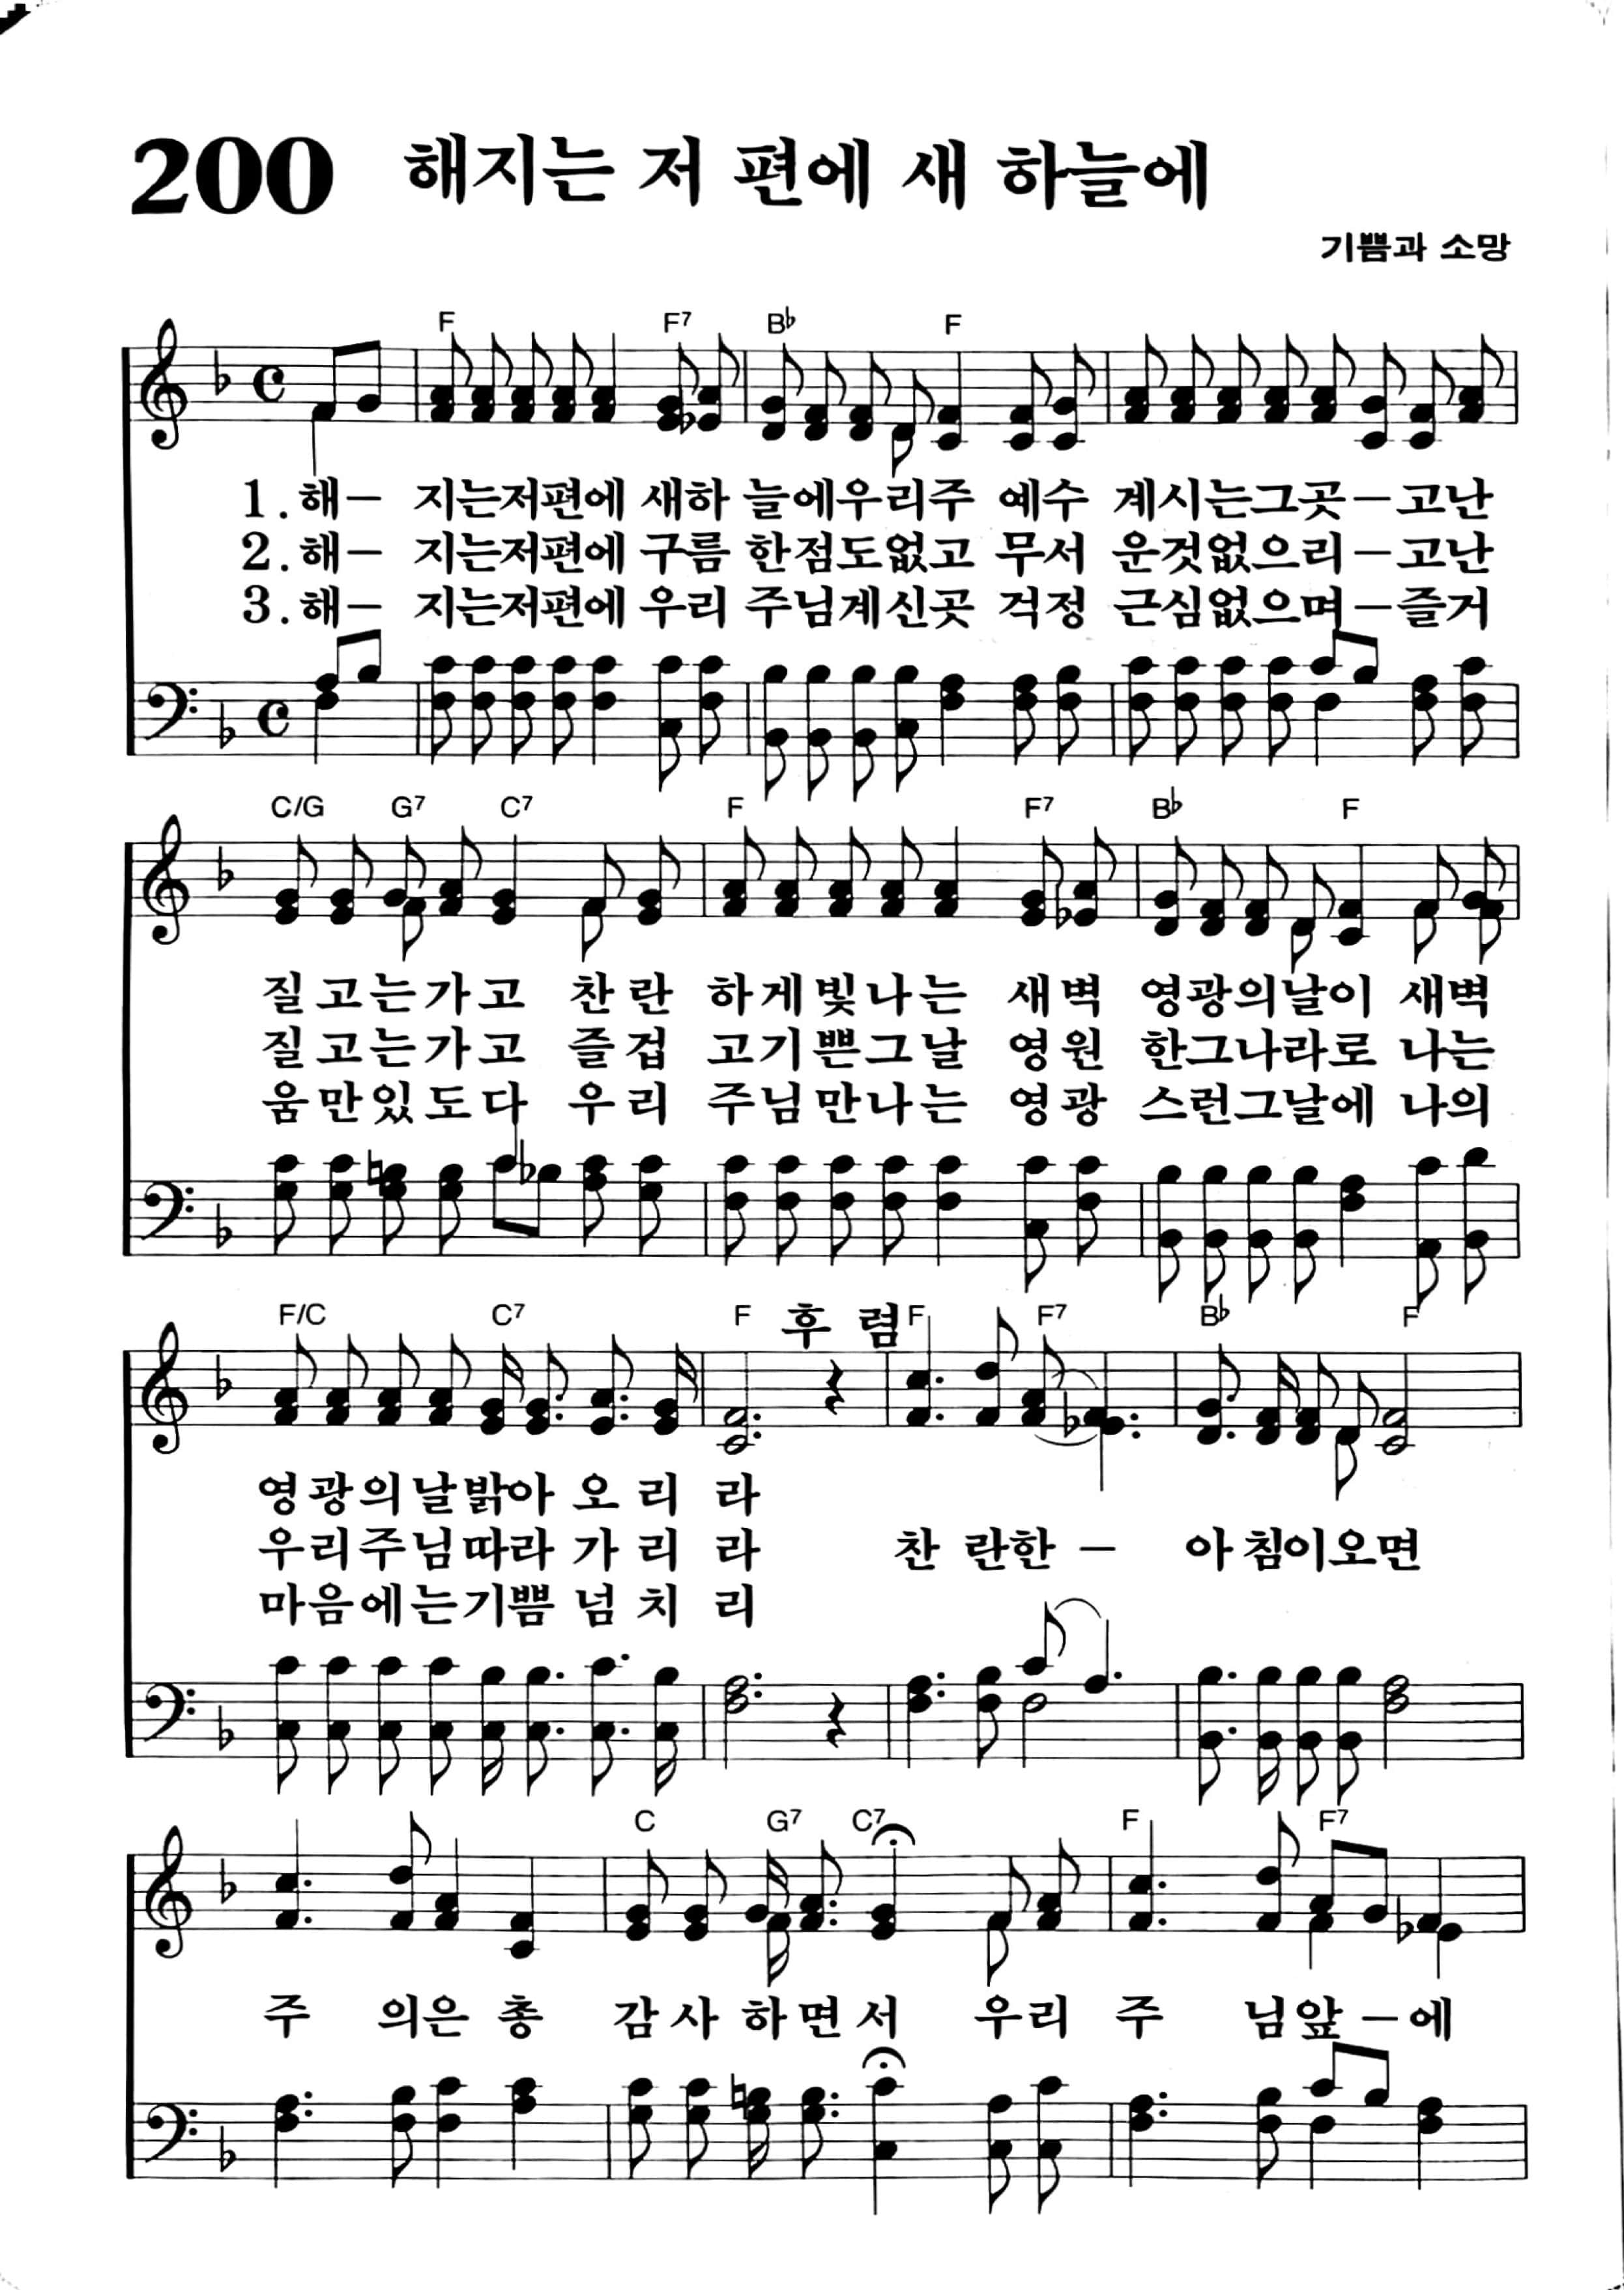 200 해지는 저 편에 새 하늘에
기쁨과 소망
F F7 B♭ F
1.해− 지는저편에 새하 늘에우리주 예수 계시는그곳−고난
2.해− 지는저편에 구름 한점도없고 무서 운것없으리−고난
3.해− 지는저편에 우리 주님계신곳 걱정 근심없으며−즐거
C/G G7 C7 F F7 B♭ F
질고는가고 찬란 하게빛나는 새벽 영광의날이 새벽
질고는가고 즐겁 고기쁜그날 영원 한그나라로 나는
움만있도다 우리 주님만나는 영광 스런그날에 나의
F/C C7 F 후 렴 F F7 B♭ F
영광의날밝아 오 리 라
우리주님따라 가 리 라 찬 란한 − 아 침이오면
마음에는기쁨 넘 치 리
C G7 C7 F F7
주 의은 총 감사 하면서 우리 주 님앞−에